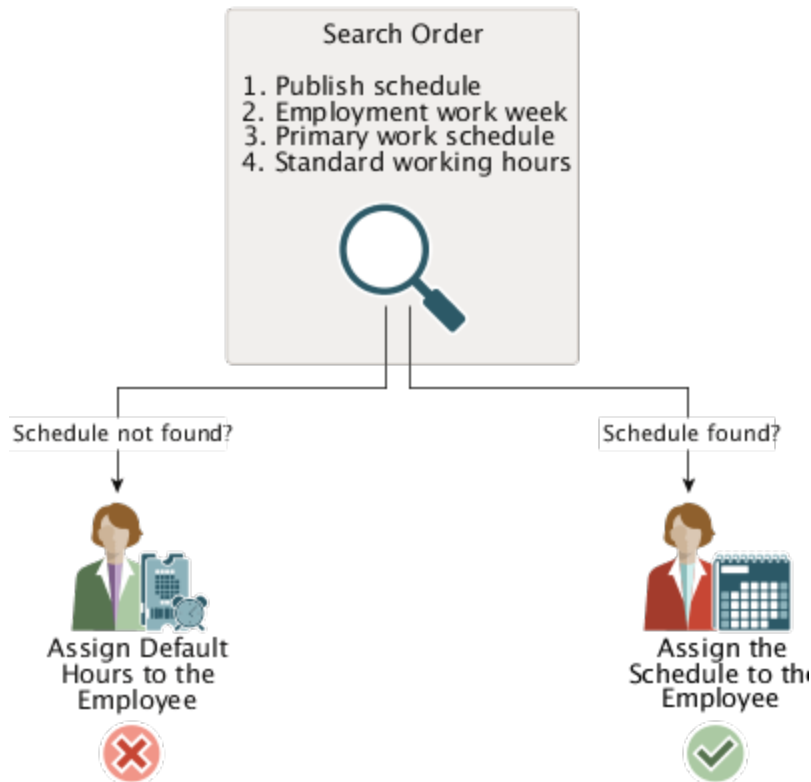 Search Order
1. Publish schedule
2. Employment work week
3. Primary work schedule
4. Standard working hours
Schedule not found?
Schedule found?
Assign Default
Hours to the
Employee
Assign the
Schedule to the
Employee